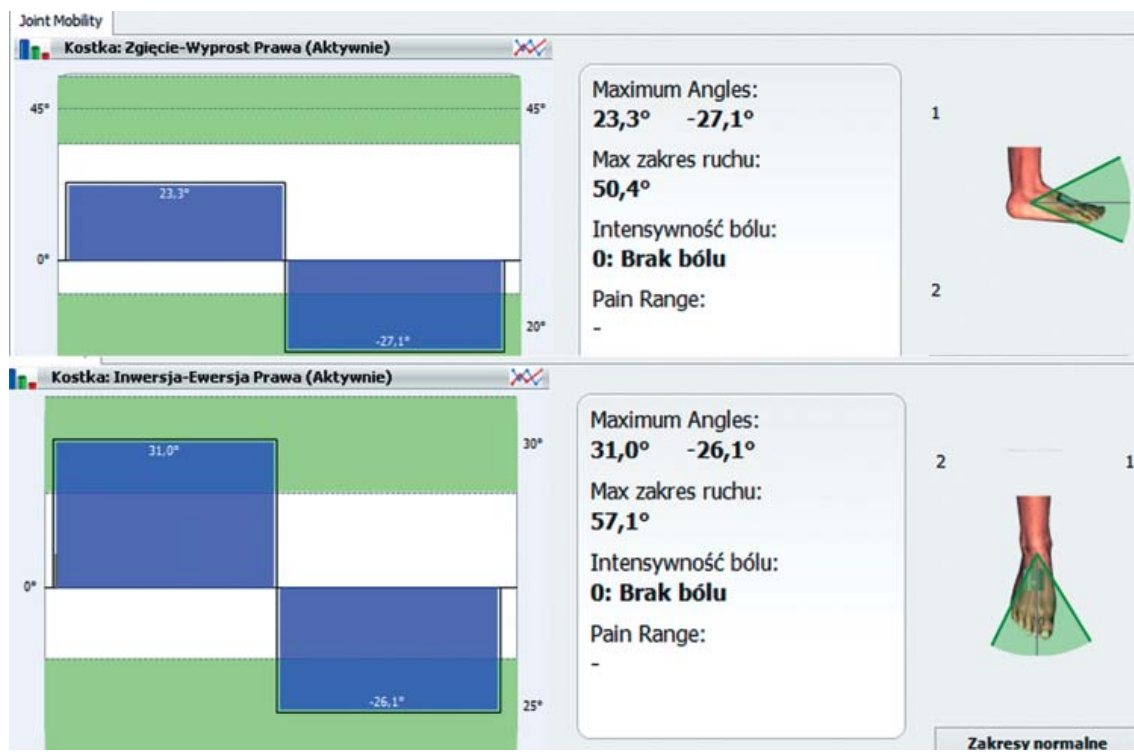 Joint Mobility
Kostka: Zgięcie-Wyprost Prawa (Aktywnie)
45°
45°
23,3°
0°
-27,1°
20°
Maximum Angles:
23,3° -27,1°
Max zakres ruchu:
50,4°
Intensywność bólu:
0: Brak bólu
Pain Range:
-
1
2
Kostka: Inwersja-Ewersja Prawa (Aktywnie)
30°
31,0°
0°
-26,1°
25°
Maximum Angles:
31,0° -26,1°
Max zakres ruchu:
57,1°
Intensywność bólu:
0: Brak bólu
Pain Range:
-
2 1
Zakresy normalne